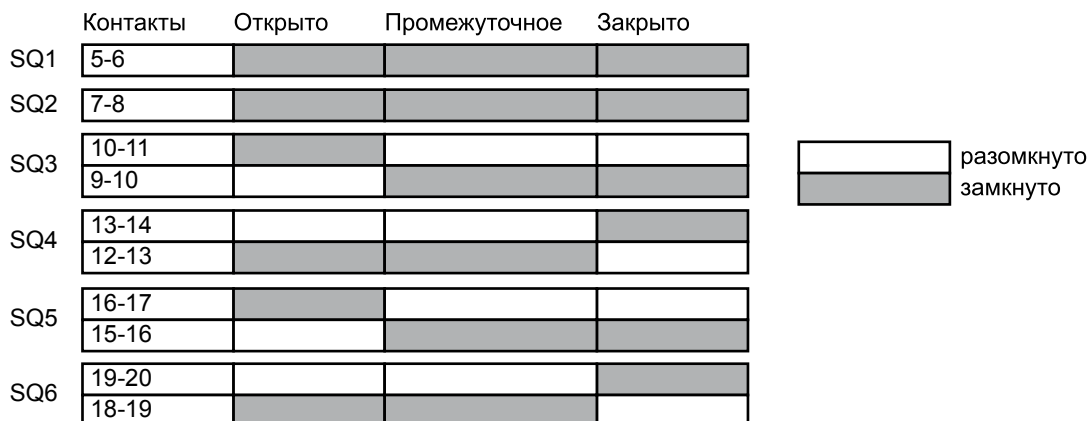 Контакты Открыто Промежуточное Закрыто
SQ1 5-6
SQ2 7-8
SQ3 10-11
9-10
SQ4 13-14
12-13
SQ5 16-17
15-16
SQ6 19-20
18-19
разомкнуто
замкнуто